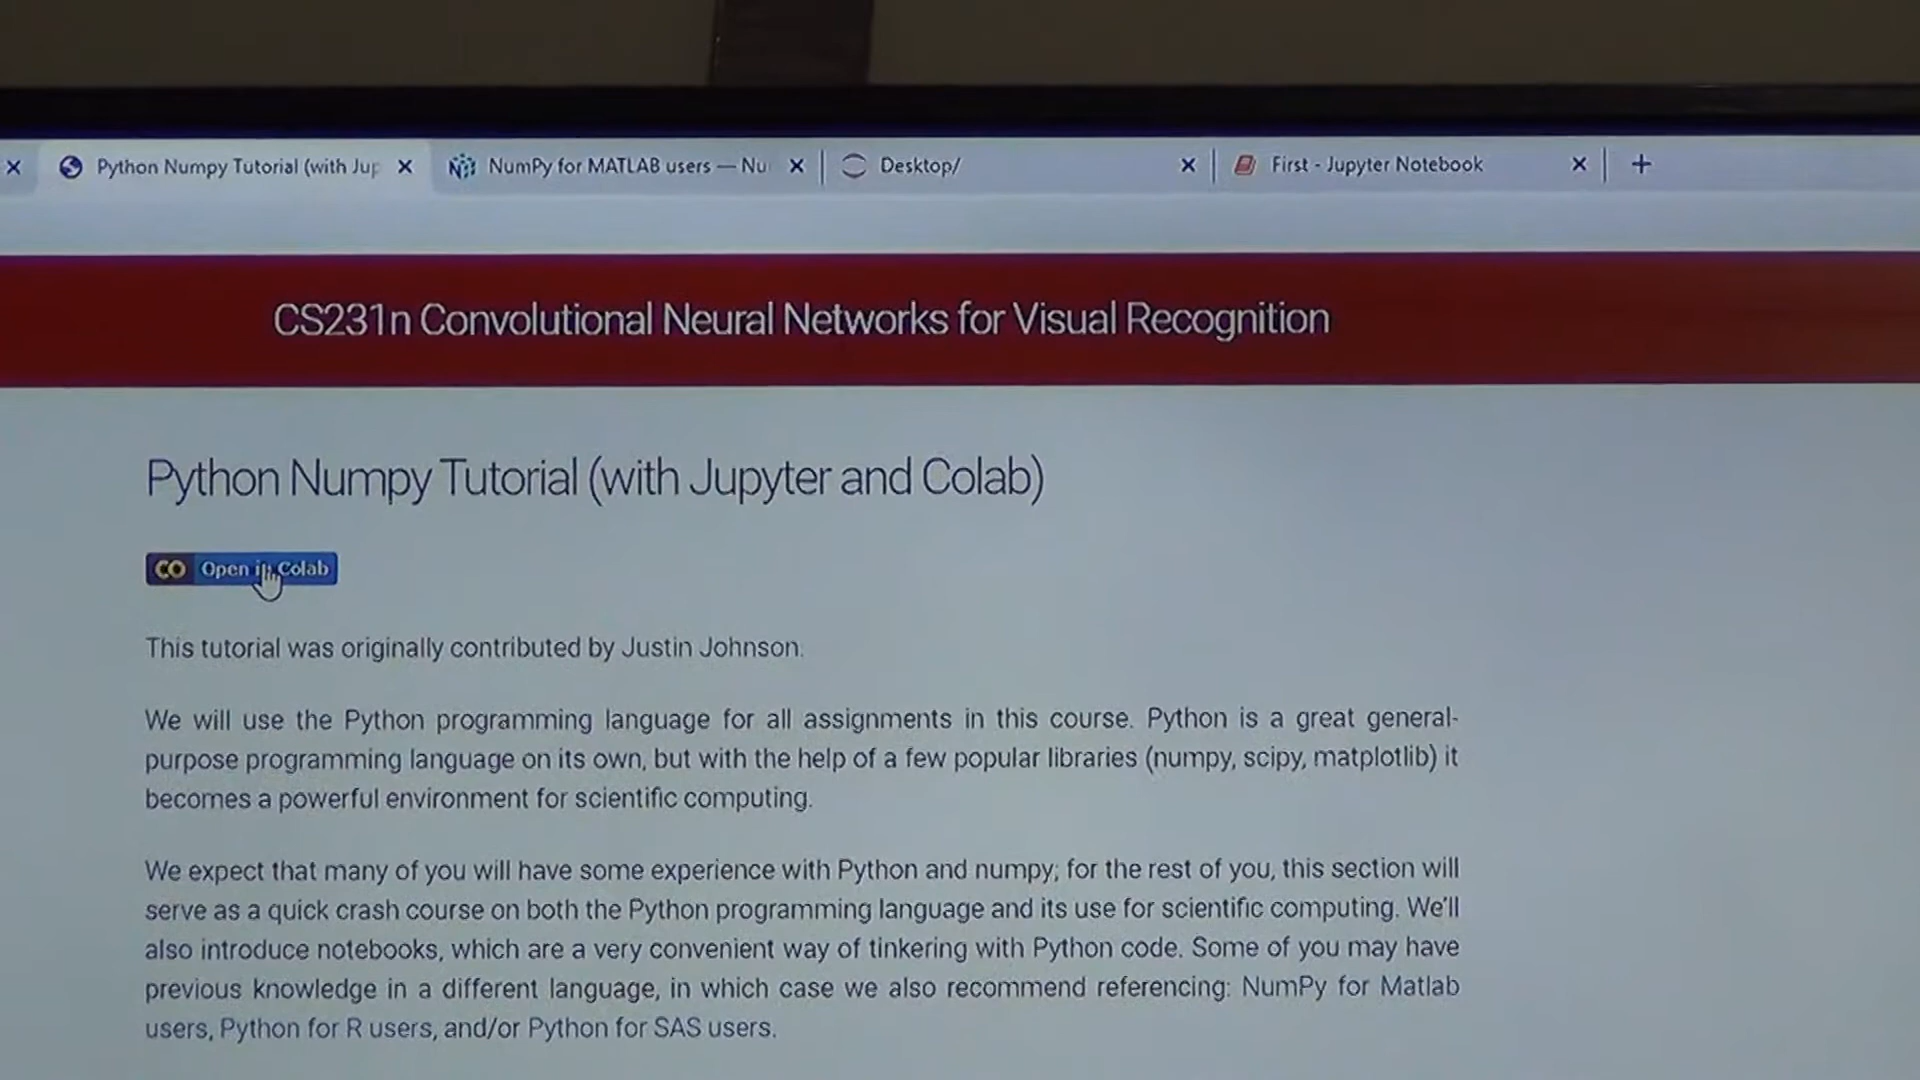 Python Numpy Tutorial (with Jup
NumPy for MATLAB users — Nu
Desktop/
First - Jupyter Notebook
CS231n Convolutional Neural Networks for Visual Recognition
Python Numpy Tutorial (with Jupyter and Colab)
CO Open in Colab
This tutorial was originally contributed by Justin Johnson.
We will use the Python programming language for all assignments in this course. Python is a great general-
purpose programming language on its own, but with the help of a few popular libraries (numpy, scipy, matplotlib) it
becomes a powerful environment for scientific computing.
We expect that many of you will have some experience with Python and numpy; for the rest of you, this section will
serve as a quick crash course on both the Python programming language and its use for scientific computing. We'll
also introduce notebooks, which are a very convenient way of tinkering with Python code. Some of you may have
previous knowledge in a different language, in which case we also recommend referencing: NumPy for Matlab
users, Python for R users, and/or Python for SAS users.